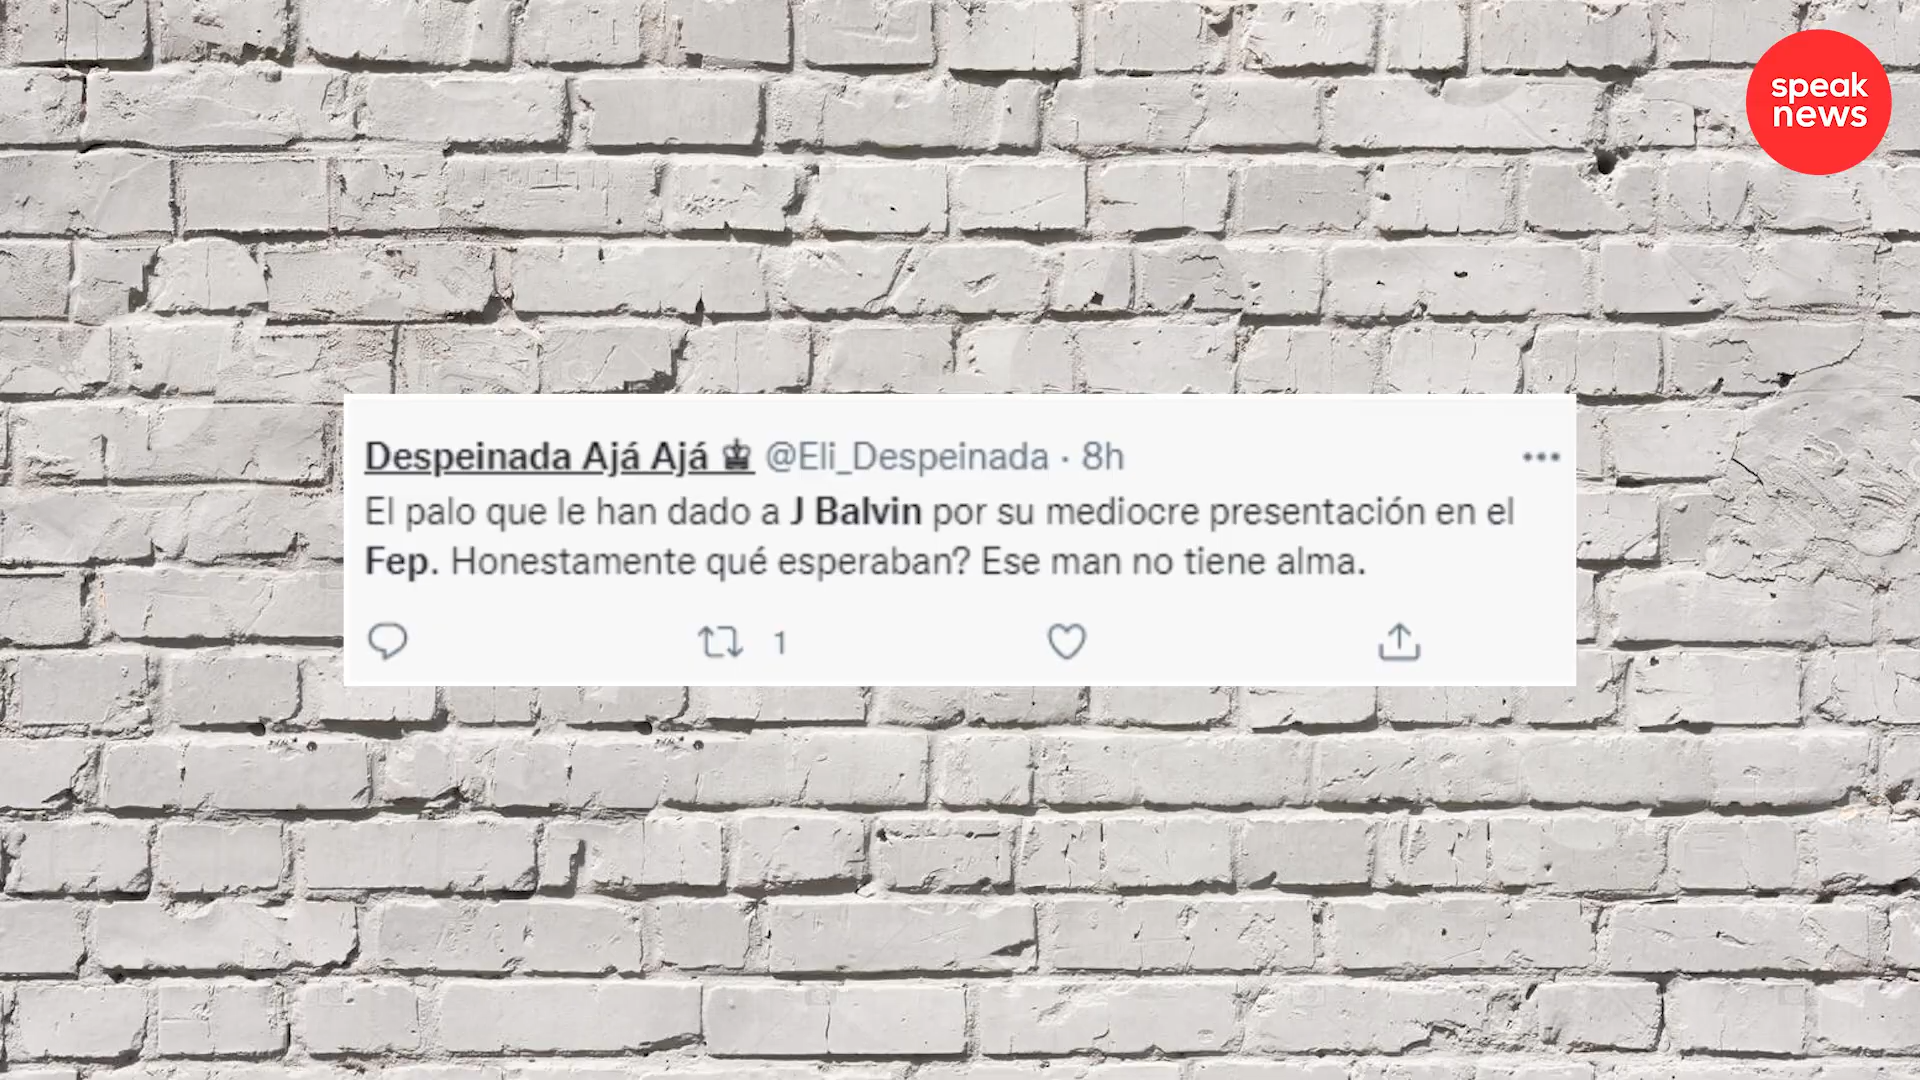 speak
news
Despeinada Ajá Ajá ♚ @Eli_Despeinada · 8h
El palo que le han dado a J Balvin por su mediocre presentación en el
Fep. Honestamente qué esperaban? Ese man no tiene alma.
1